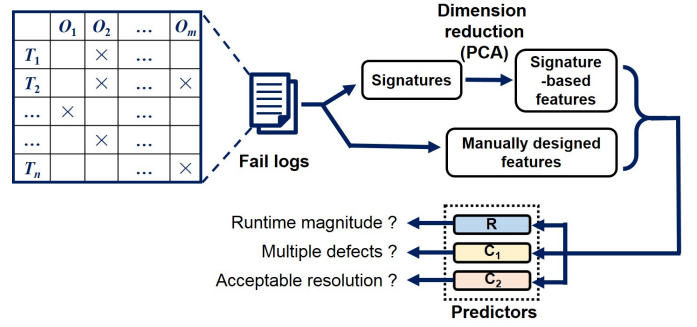 O1 O2 ... Om
T1 × ...
T2 × ... ×
... × ...
... × ...
Tn ... ×
Fail logs
Signatures
Dimension
reduction
(PCA)
Signature
-based
features
Manually designed
features
Runtime magnitude ?
R
Multiple defects ?
C1
Acceptable resolution ?
C2
Predictors